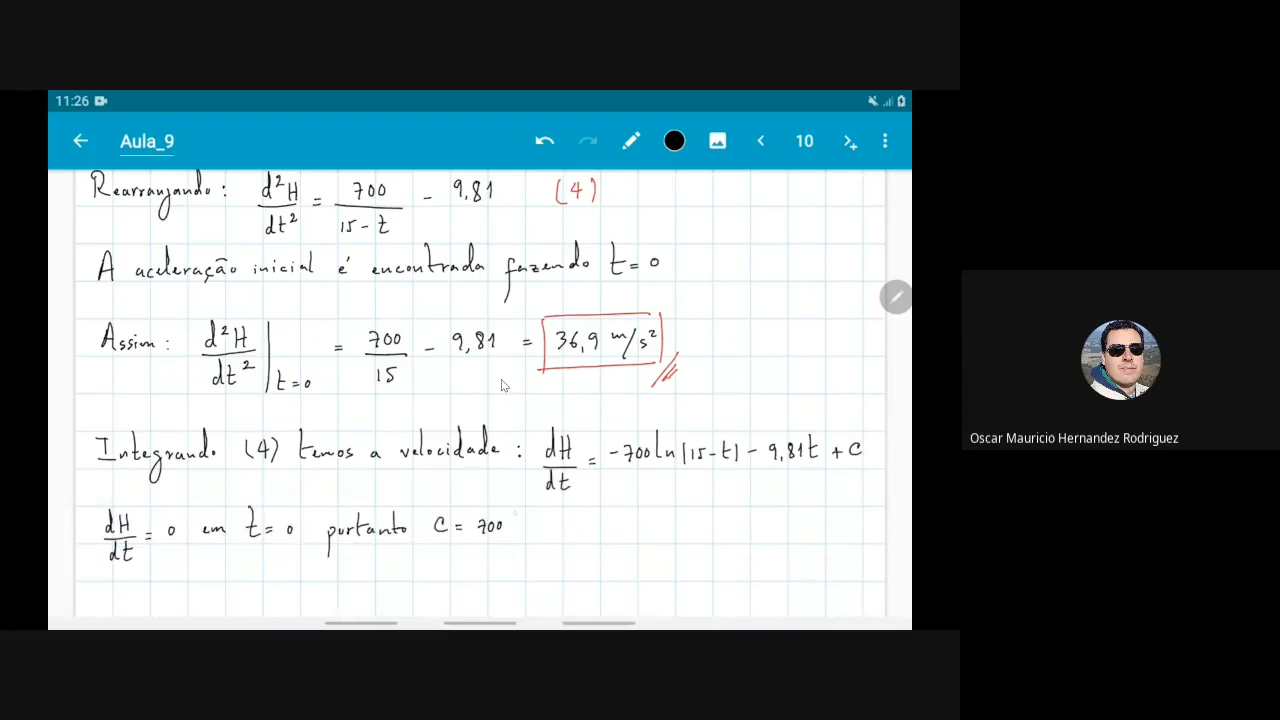 11:26
Aula_9
10
Rearranjando: d²H/dt² = 700/(15 - t) - 9,81 (4)
A aceleração inicial é encontrada fazendo t = 0
Assim: d²H/dt² |t=0 = 700/15 - 9,81 = 36,9 m/s²
Integrando (4) temos a velocidade: dH/dt = -700 ln|15-t| - 9,81t + C
dH/dt = 0 em t = 0 portanto C = 700
Oscar Mauricio Hernandez Rodriguez